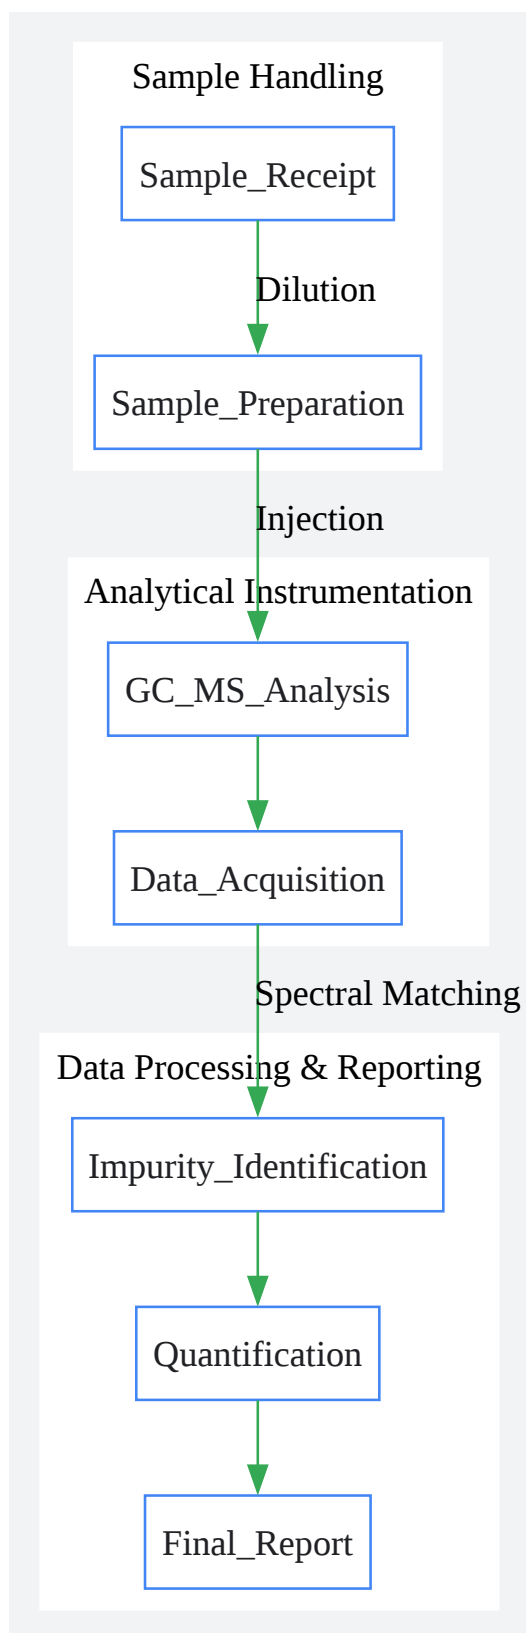 Sample Handling
Sample_Receipt
Dilution
Sample_Preparation
Injection
Analytical Instrumentation
GC_MS_Analysis
Data_Acquisition
Spectral Matching
Data Processing & Reporting
Impurity_Identification
Quantification
Final_Report